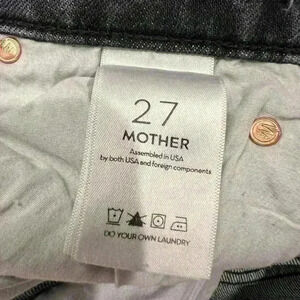 27
MOTHER
Assembled in USA
by both USA and foreign components
DO YOUR OWN LAUNDRY